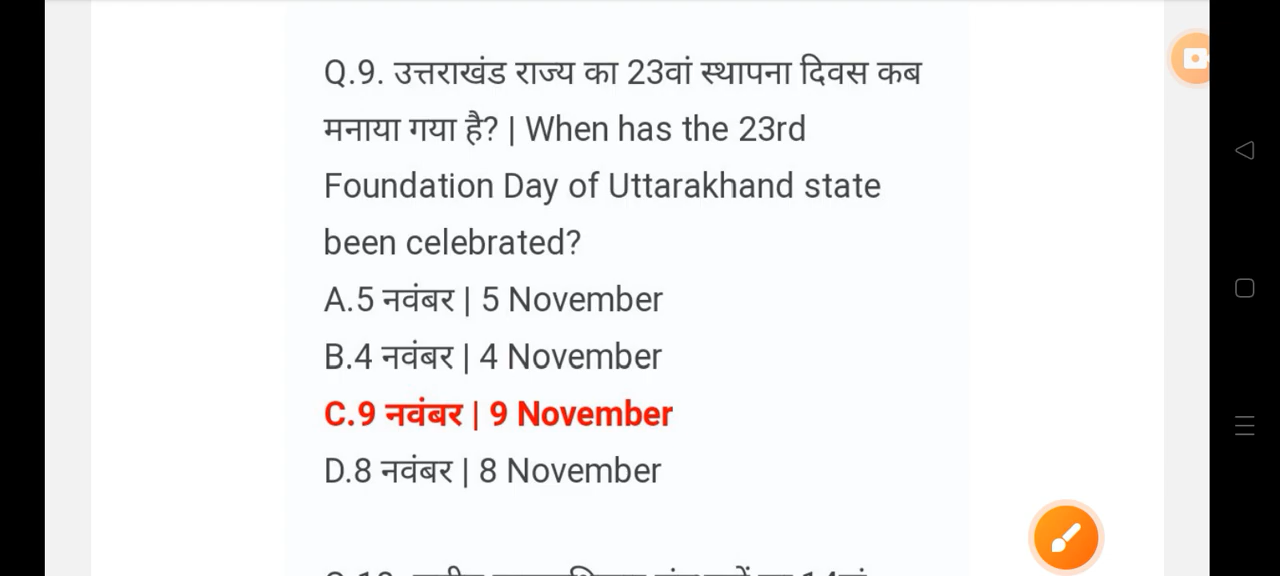 Q.9. उत्तराखंड राज्य का 23वां स्थापना दिवस कब
मनाया गया है? | When has the 23rd
Foundation Day of Uttarakhand state
been celebrated?
A.5 नवंबर | 5 November
B.4 नवंबर | 4 November
C.9 नवंबर | 9 November
D.8 नवंबर | 8 November